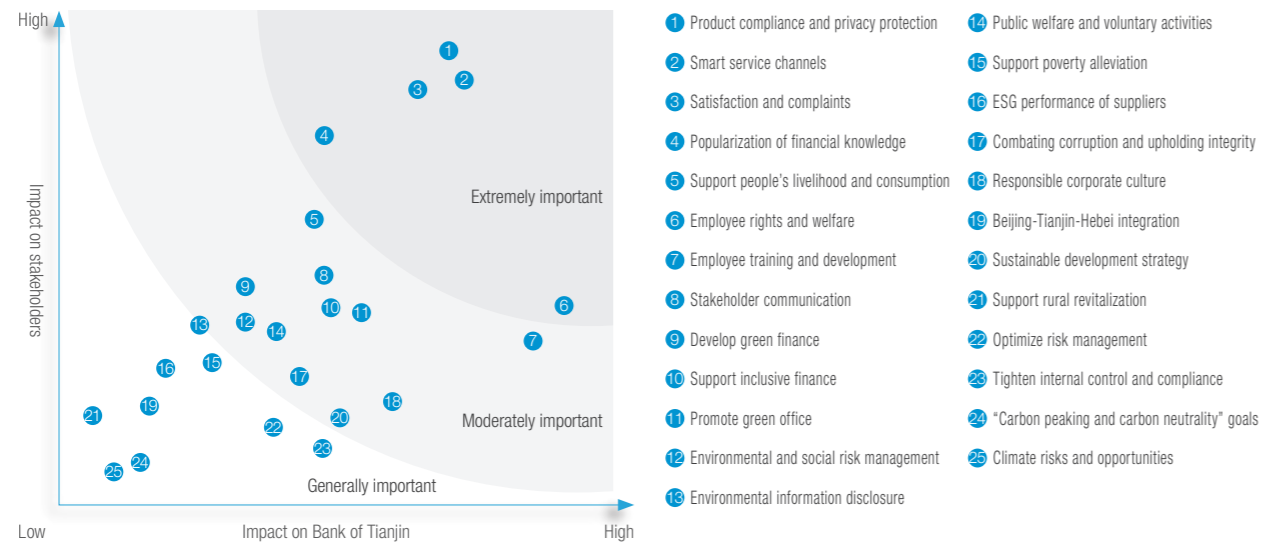 High
1
2
3
4
Extremely important
5
8
9
10
11
6
13
12
14
7
15
16
17
18
19
20
21
22
23
24
25
Moderately important
Generally important
Impact on stakeholders
Low
Impact on Bank of Tianjin
High
1 Product compliance and privacy protection
2 Smart service channels
3 Satisfaction and complaints
4 Popularization of financial knowledge
5 Support people's livelihood and consumption
6 Employee rights and welfare
7 Employee training and development
8 Stakeholder communication
9 Develop green finance
10 Support inclusive finance
11 Promote green office
12 Environmental and social risk management
13 Environmental information disclosure
14 Public welfare and voluntary activities
15 Support poverty alleviation
16 ESG performance of suppliers
17 Combating corruption and upholding integrity
18 Responsible corporate culture
19 Beijing-Tianjin-Hebei integration
20 Sustainable development strategy
21 Support rural revitalization
22 Optimize risk management
23 Tighten internal control and compliance
24 “Carbon peaking and carbon neutrality” goals
25 Climate risks and opportunities